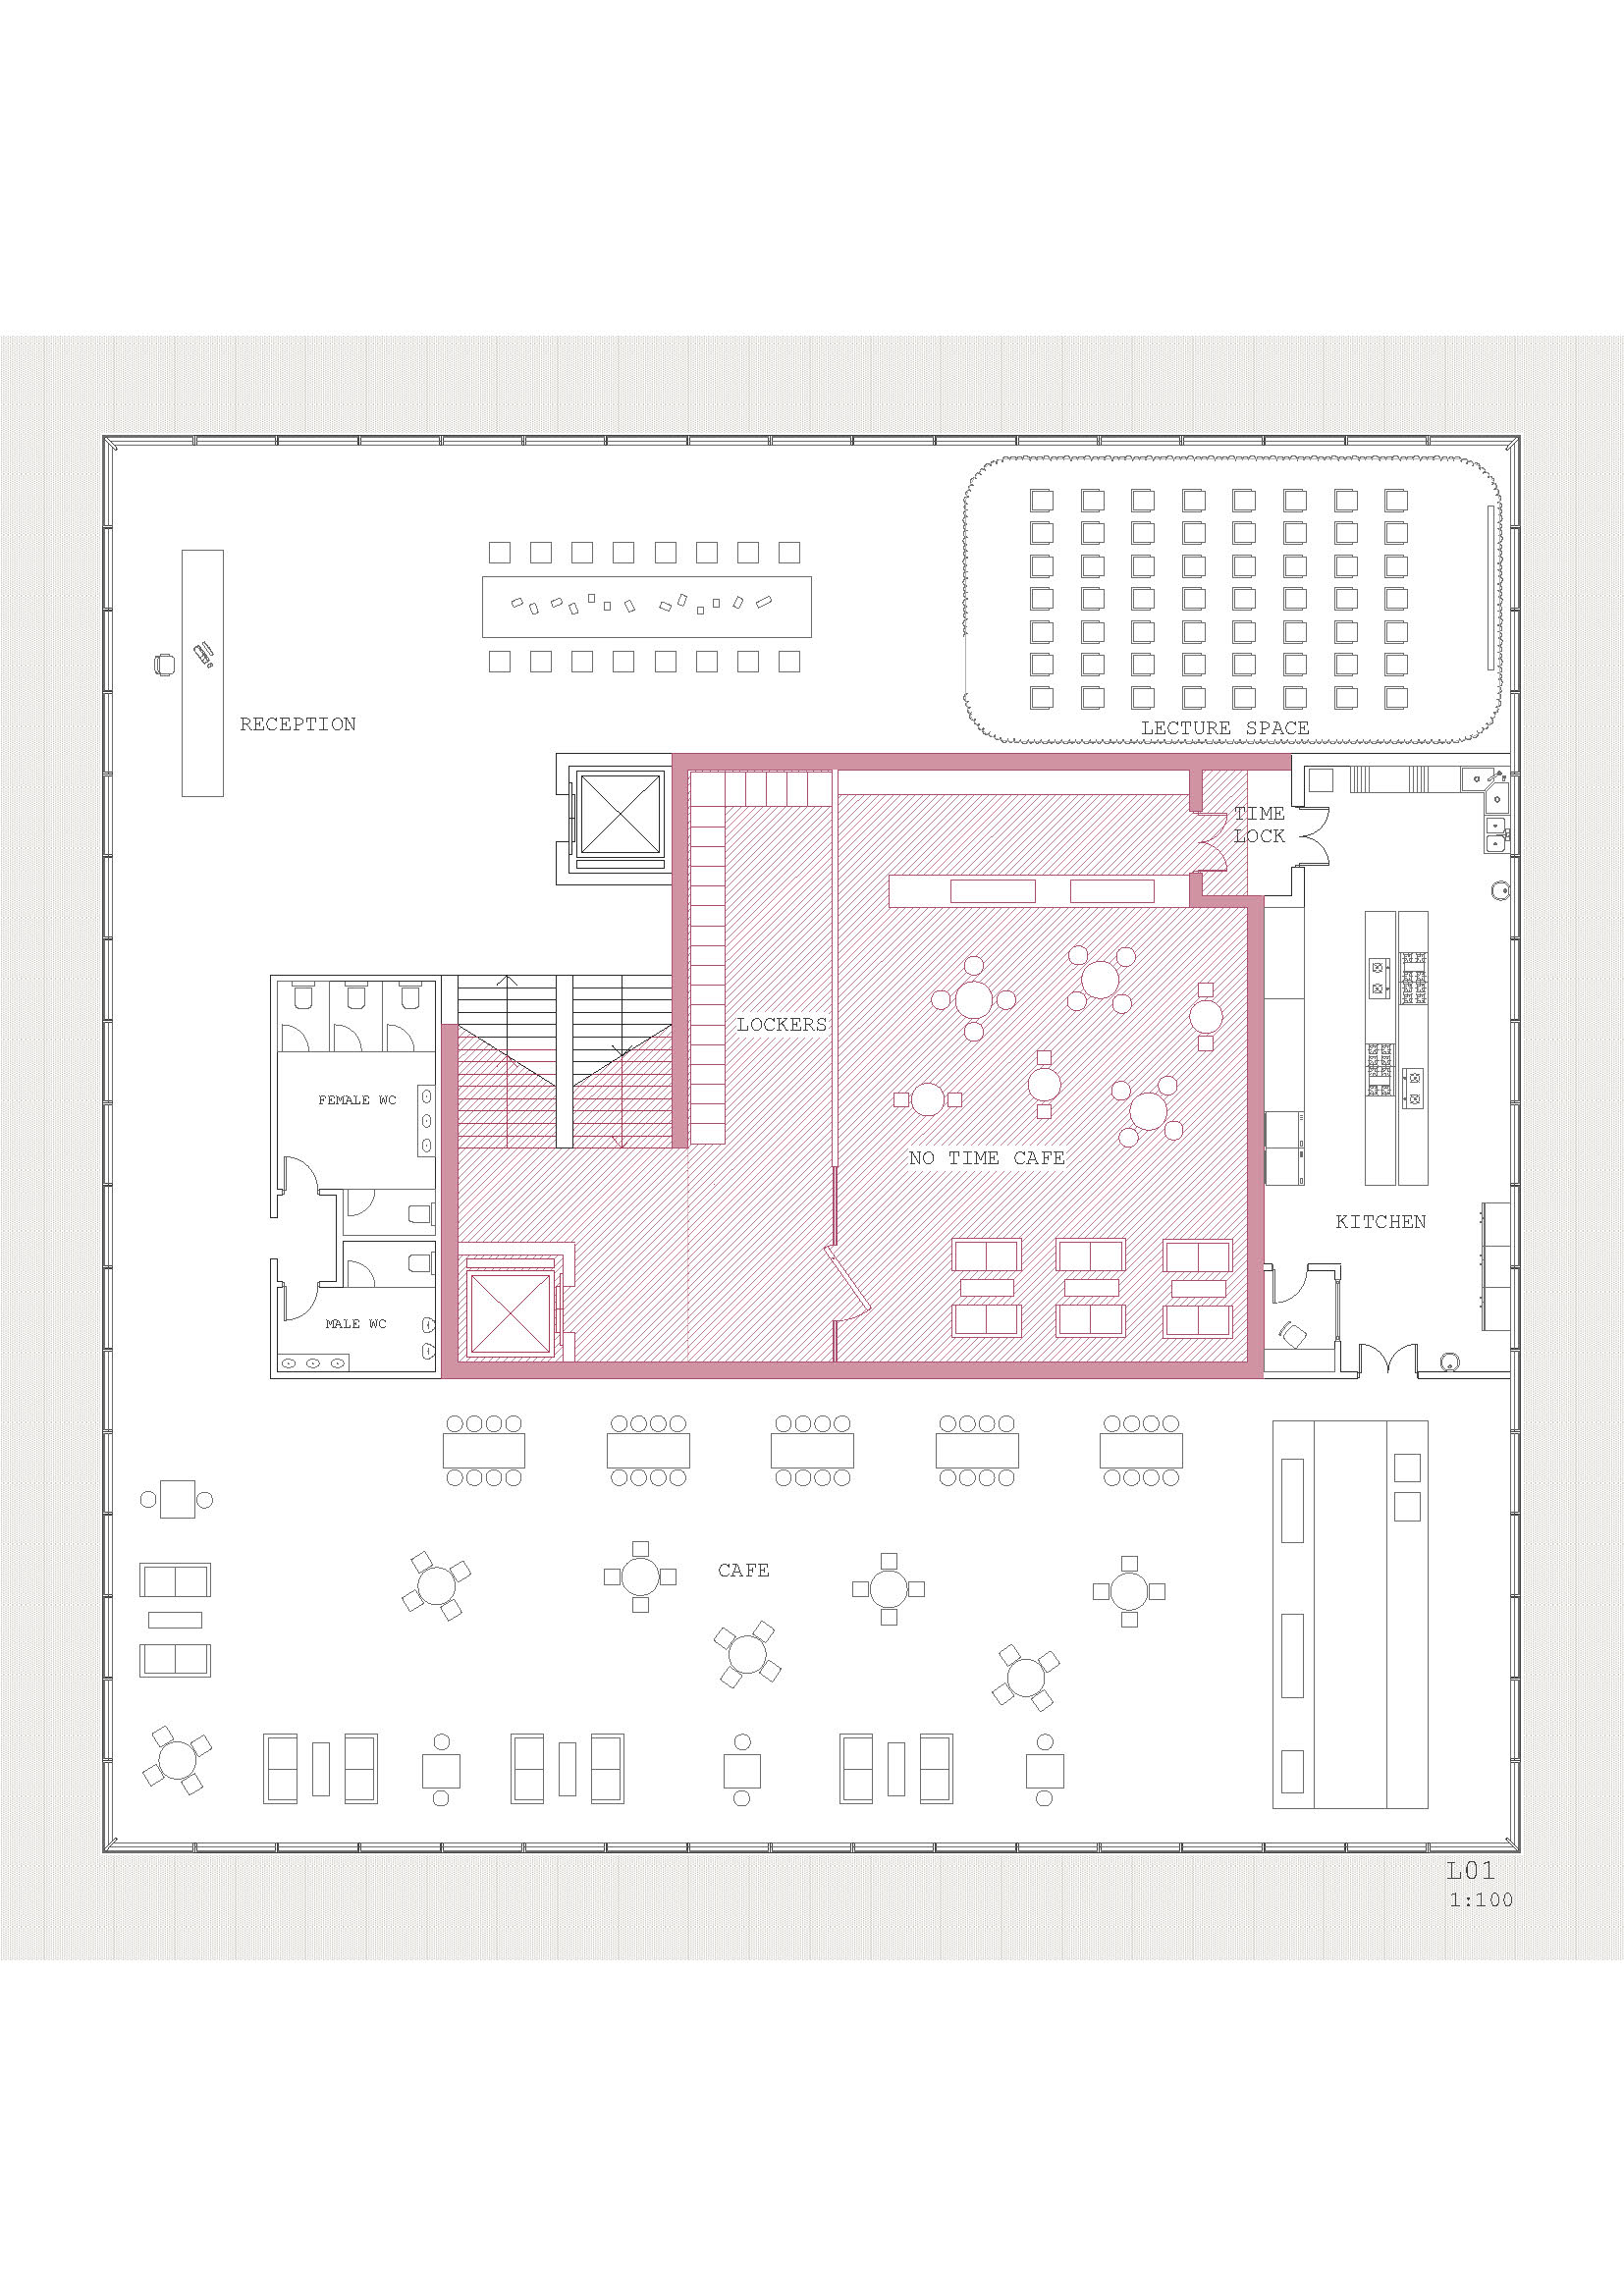 RECEPTION
LECTURE SPACE
TIME
LOCK
LOCKERS
FEMALE WC
NO TIME CAFE
KITCHEN
MALE WC
CAFE
L01
1:100